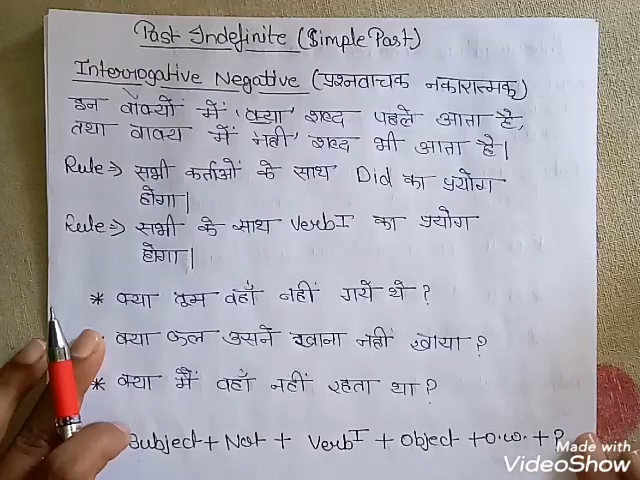 Past Indefinite (Simple Past)
Interrogative Negative (प्रश्नवाचक नकारात्मक)
इन वाक्यों में 'क्या' शब्द पहले आता है,
तथा वाक्य में 'नहीं' शब्द भी आता है।
Rule ⇒ सभी कर्ताओं के साथ Did का प्रयोग
होगा।
Rule ⇒ सभी के साथ Verb I का प्रयोग
होगा।
* क्या तुम वहाँ नहीं गये थे ?
क्या कल उसने खाना नहीं खाया ?
* क्या मैं वहाँ नहीं रहता था ?
Subject + Not + Verb I + Object + o.w. + ?
Made with
VideoShow